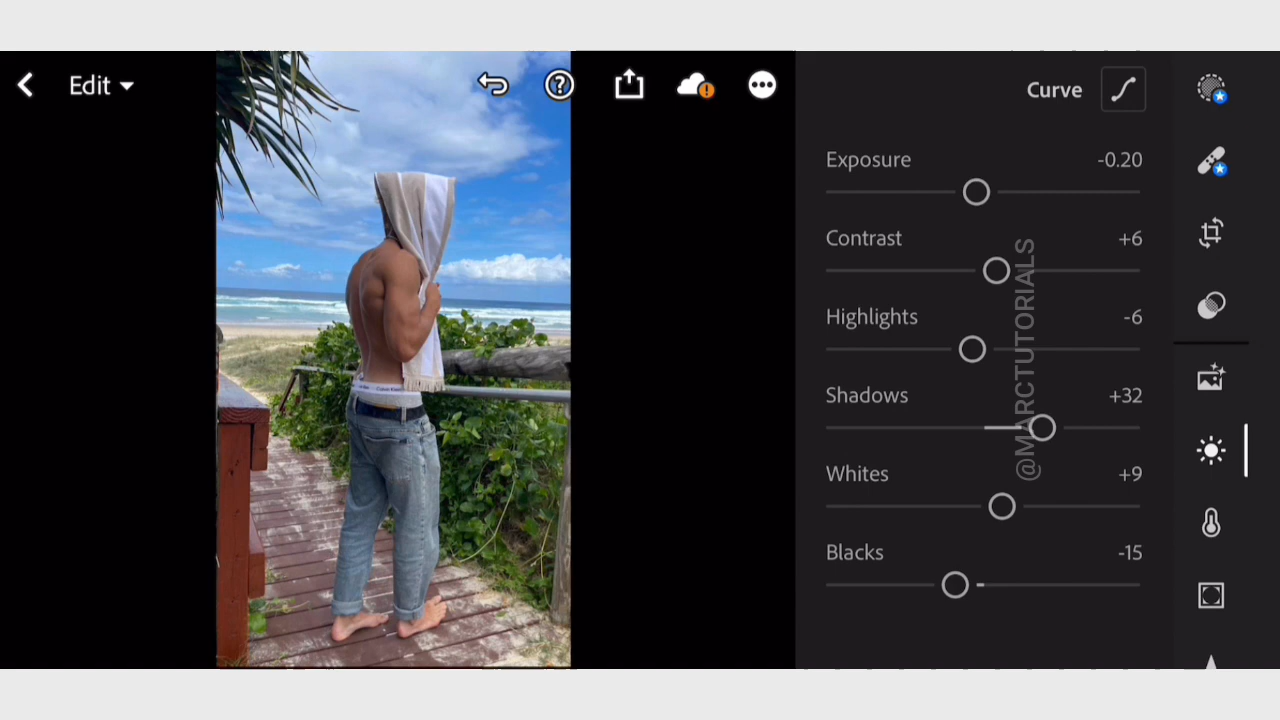 Edit
Curve
Exposure
-0.20
Contrast
+6
Highlights
-6
Shadows
+32
Whites
+9
Blacks
-15
@MARCTUTORIALS